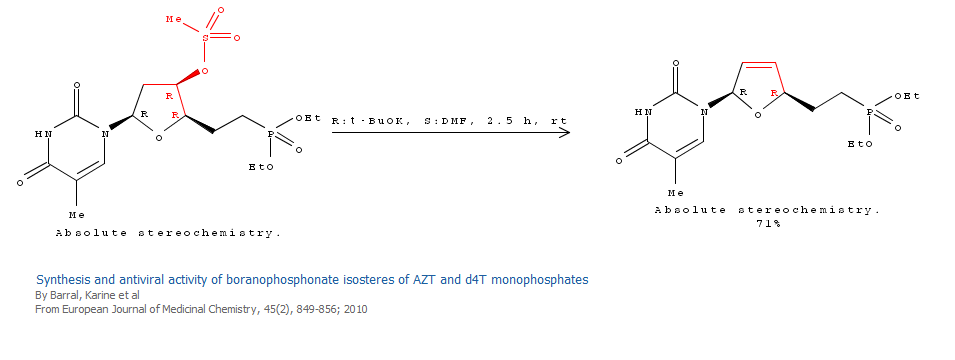 Me
O
S
O
O
R
R
R
O
O
HN
N
O
P
OEt
O
EtO
Me
Absolute stereochemistry.
R:t-BuOK, S:DMF, 2.5 h, rt
O
R
R
O
HN
N
O
P
OEt
O
EtO
Me
Absolute stereochemistry.
71%
Synthesis and antiviral activity of boranophosphonate isosteres of AZT and d4T monophosphates
By Barral, Karine et al
From European Journal of Medicinal Chemistry, 45(2), 849-856; 2010